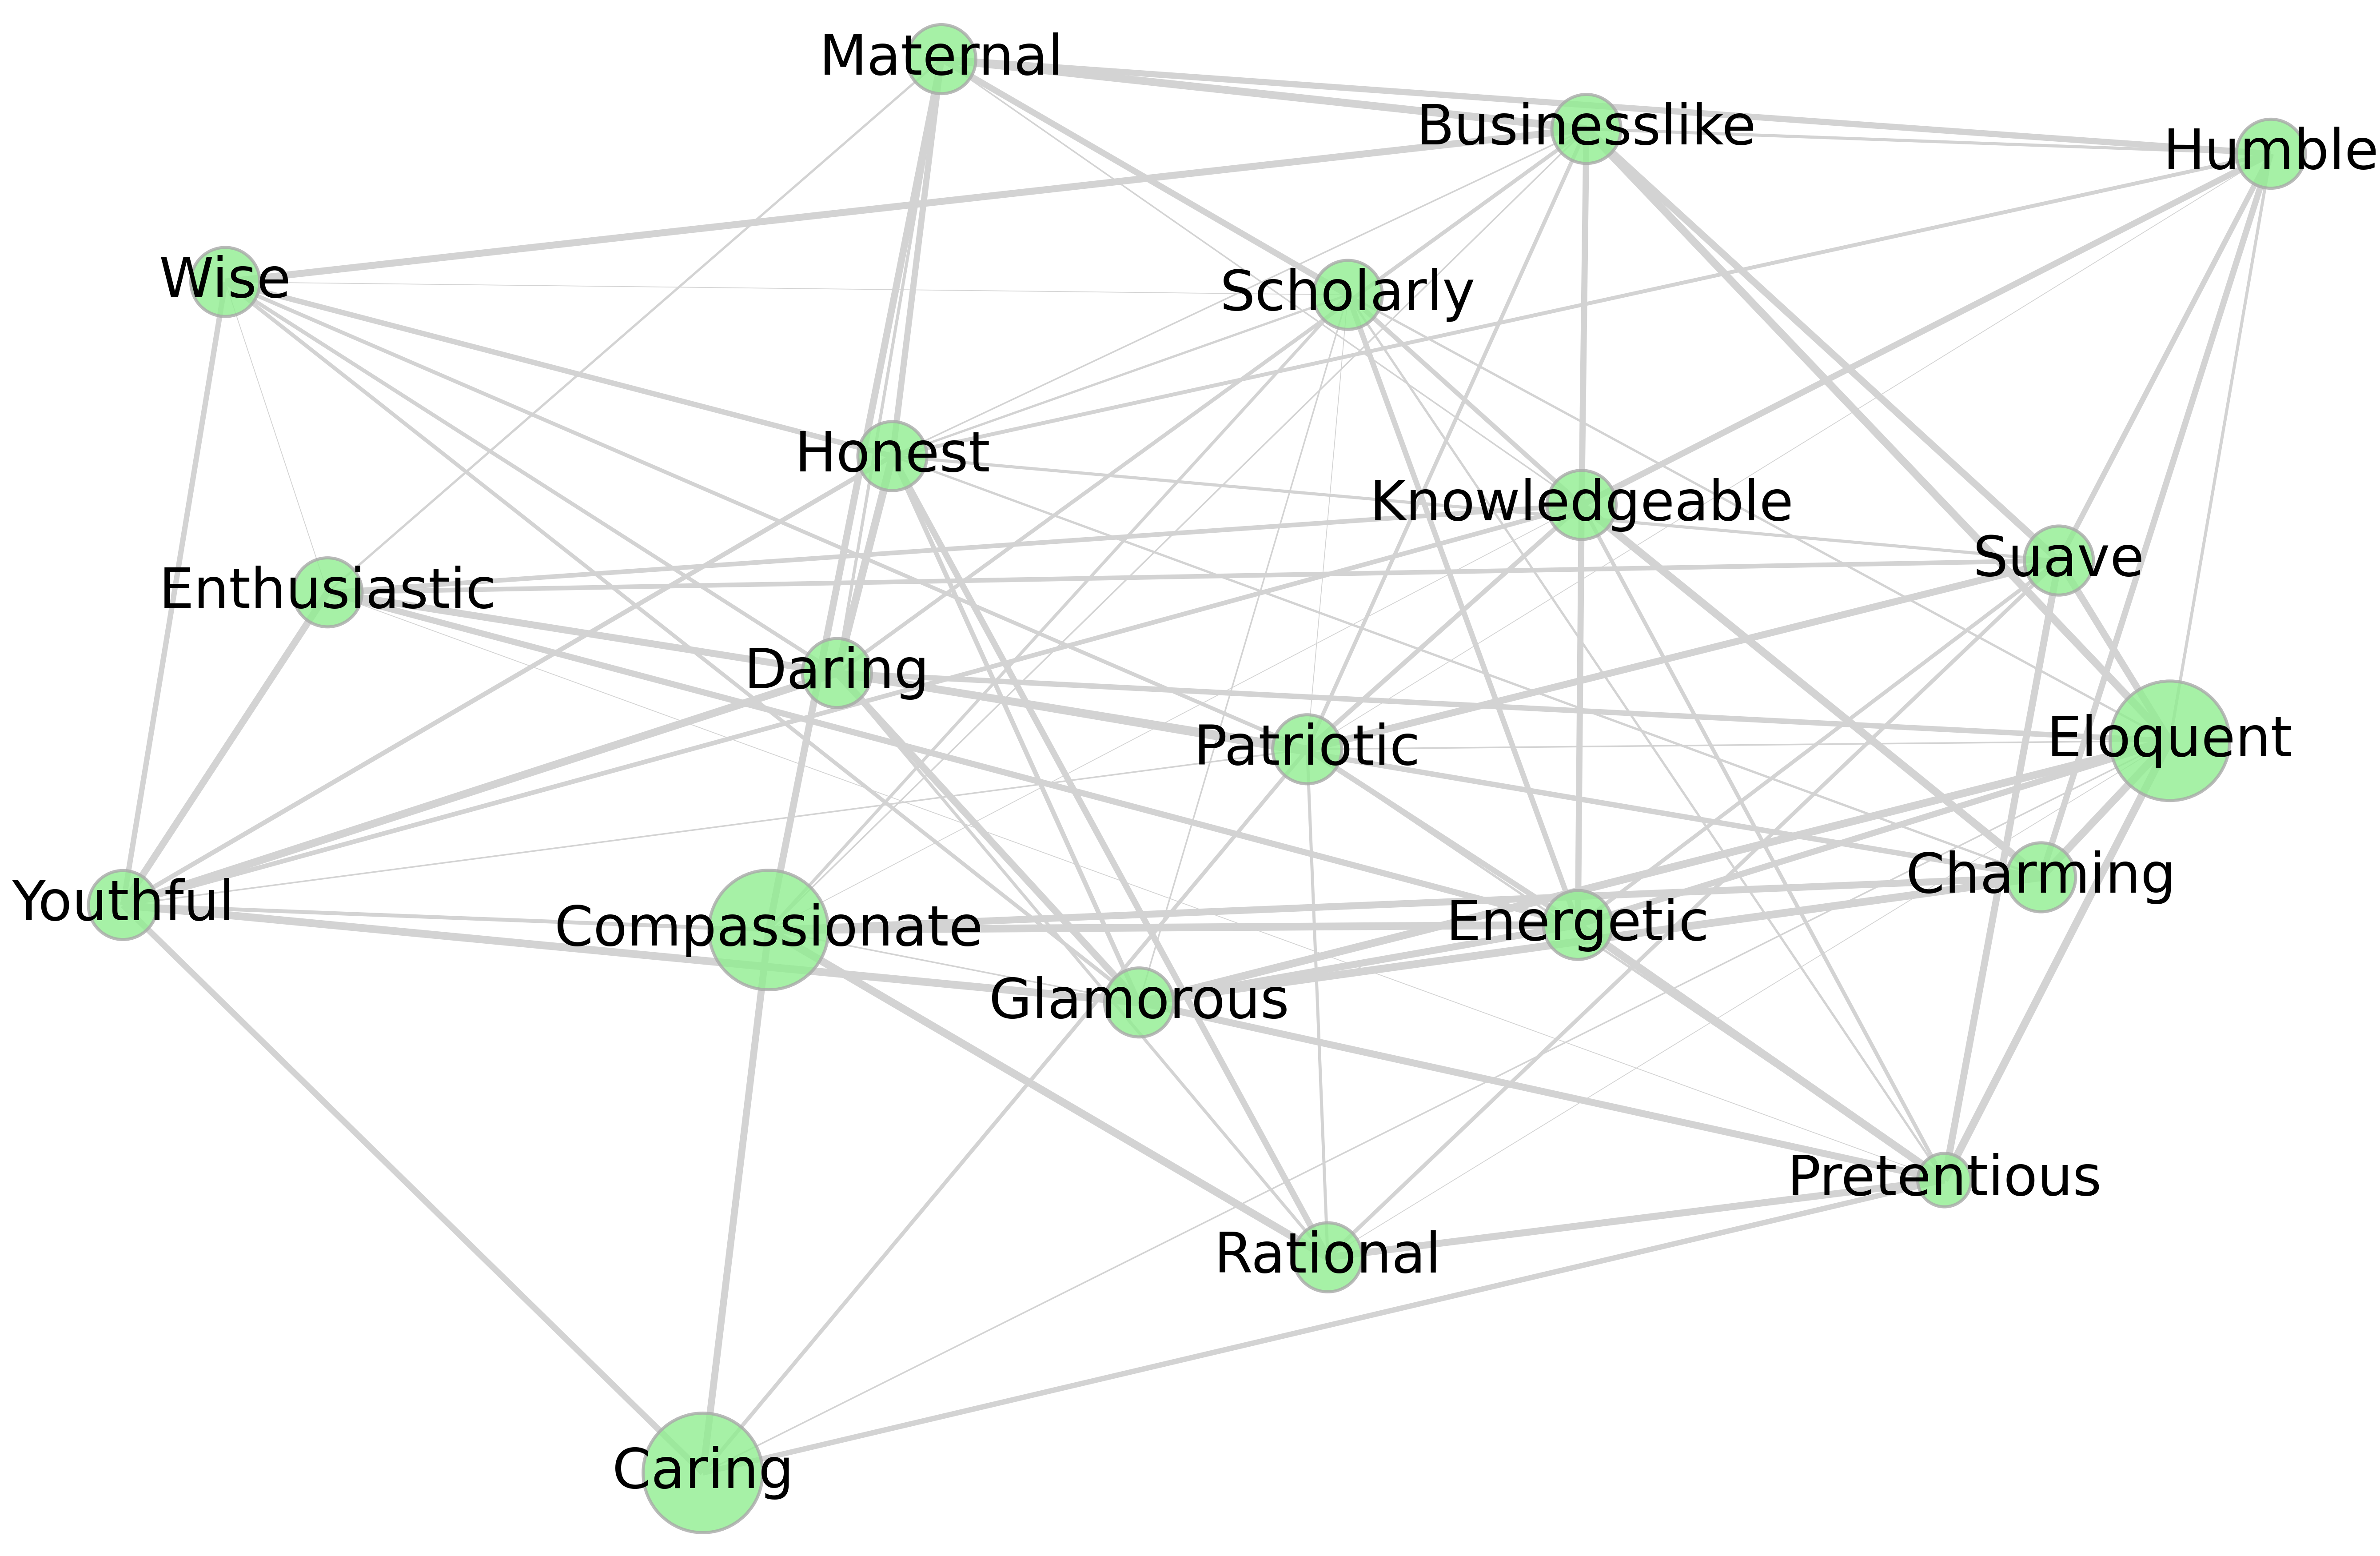 Maternal
Businesslike
Humble
Wise
Scholarly
Honest
Knowledgeable
Suave
Enthusiastic
Daring
Patriotic
Eloquent
Charming
Youthful
Compassionate
Energetic
Glamorous
Pretentious
Rational
Caring